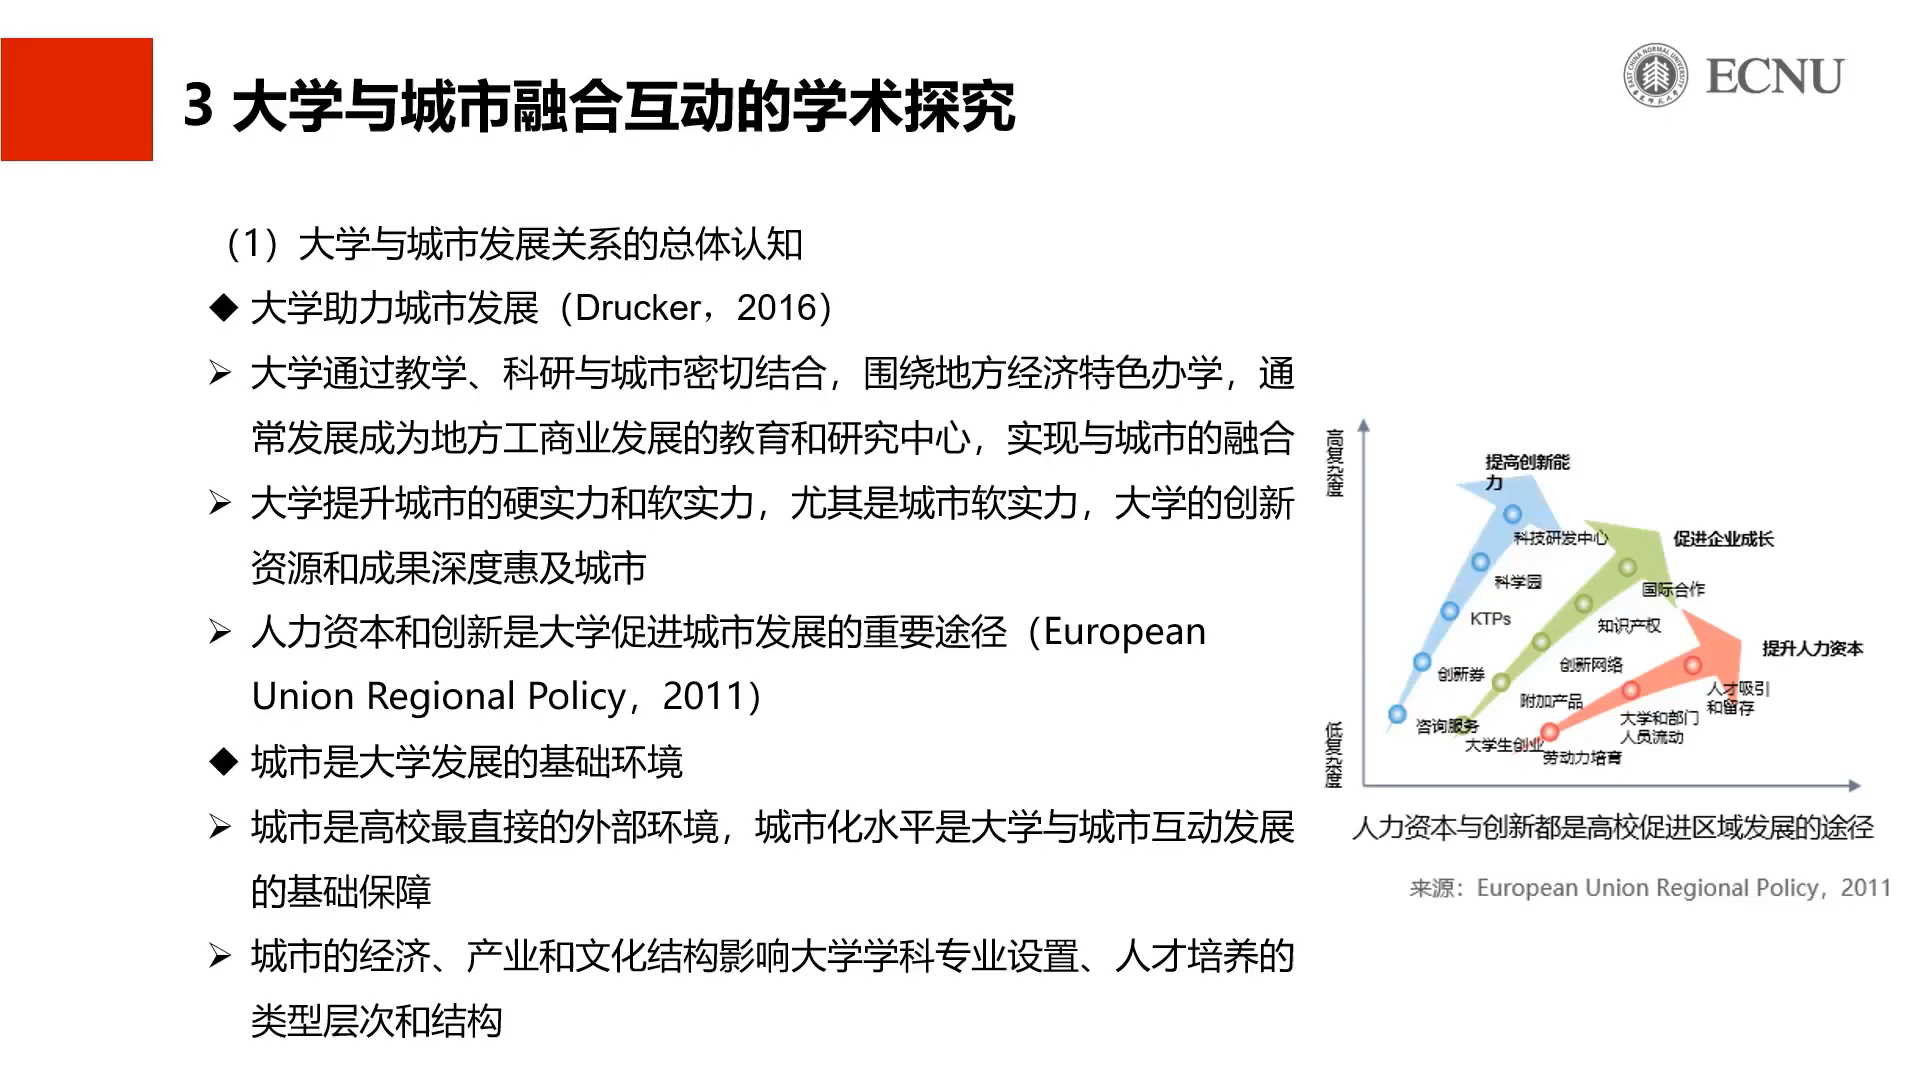 3 大学与城市融合互动的学术探究
ECNU
EAST CHINA NORMAL UNIVERSITY
（1）大学与城市发展关系的总体认知
◆ 大学助力城市发展（Drucker，2016）
➢ 大学通过教学、科研与城市密切结合，围绕地方经济特色办学，通
常发展成为地方工商业发展的教育和研究中心，实现与城市的融合
➢ 大学提升城市的硬实力和软实力，尤其是城市软实力，大学的创新
资源和成果深度惠及城市
➢ 人力资本和创新是大学促进城市发展的重要途径（European
Union Regional Policy，2011）
◆ 城市是大学发展的基础环境
➢ 城市是高校最直接的外部环境，城市化水平是大学与城市互动发展
的基础保障
➢ 城市的经济、产业和文化结构影响大学学科专业设置、人才培养的
类型层次和结构
高复杂度
低复杂度
提高创新能
力
科技研发中心
科学园
KTPs
创新券
咨询服务
促进企业成长
国际合作
知识产权
创新网络
附加产品
大学生创业
提升人力资本
人才吸引
和留存
大学和部门
人员流动
劳动力培育
人力资本与创新都是高校促进区域发展的途径
来源：European Union Regional Policy，2011